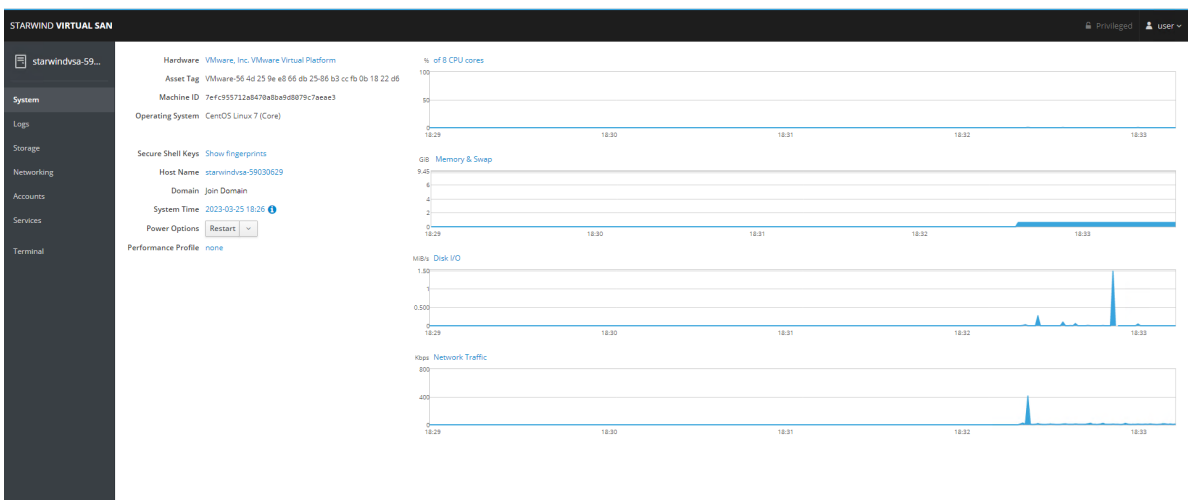 STARWIND VIRTUAL SAN
Privileged
user
starwindvsa-59...
System
Logs
Storage
Networking
Accounts
Services
Terminal
Hardware VMware, Inc. VMware Virtual Platform
Asset Tag VMware-56 4d 25 9e e8 66 db 25-86 b3 cc fb 0b 18 22 d6
Machine ID 7efc955712a8470a8ba9d8079c7aeae3
Operating System CentOS Linux 7 (Core)
Secure Shell Keys Show fingerprints
Host Name starwindvsa-59030629
Domain Join Domain
System Time 2023-03-25 18:26
Power Options Restart
Performance Profile none
% of 8 CPU cores
100
50
0
18:29 18:30 18:31 18:32 18:33
GiB Memory & Swap
9.45
6
4
2
0
18:29 18:30 18:31 18:32 18:33
MiB/s Disk I/O
1.50
1
0.500
0
18:29 18:30 18:31 18:32 18:33
Kbps Network Traffic
800
400
0
18:29 18:30 18:31 18:32 18:33